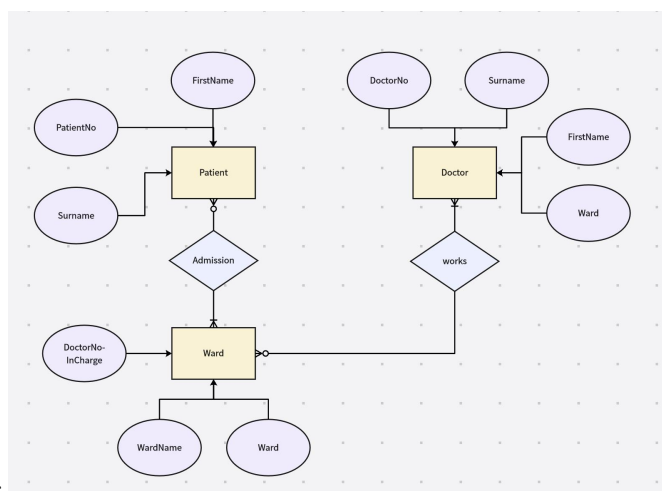 FirstName
DoctorNo
Surname
PatientNo
FirstName
Patient
Doctor
Surname
Ward
Admission
works
DoctorNo-
InCharge
Ward
WardName
Ward